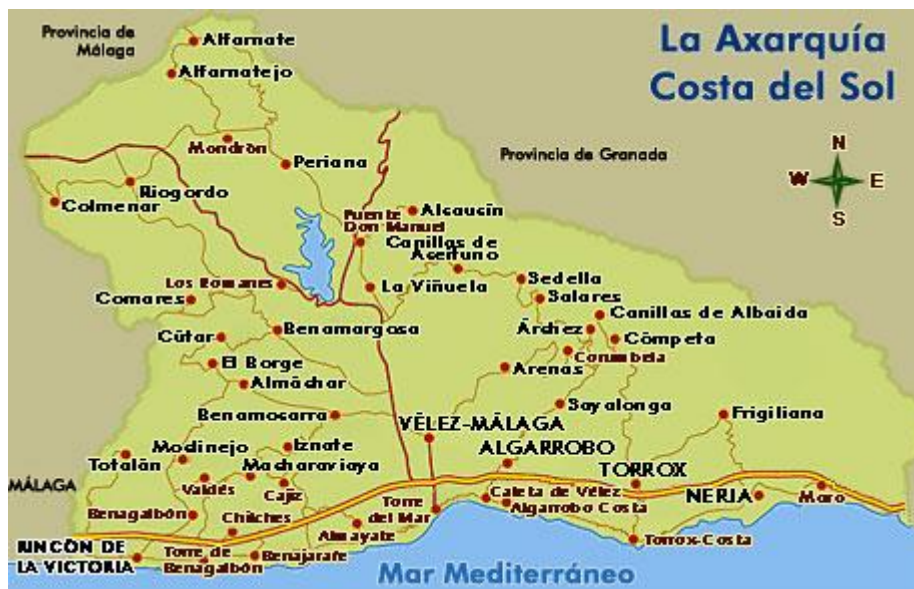 Provincia de
Málaga
Alfarnate
Alfarnatejo
La Axarquía
Costa del Sol
Mondrón
Periana
Provincia de Granada
N
W
E
S
Riogordo
Colmenar
Alcaucín
Puente
Don Manuel
Canillas de
Aceituno
Los Romanes
La Viñuela
Sedella
Salares
Comares
Canillas de Albaida
Benamargosa
Árchez
Cútar
Cómpeta
Corumbela
El Borge
Arenas
Almáchar
Sayalonga
Benamocarra
Frigiliana
VÉLEZ-MÁLAGA
Iznate
ALGARROBO
Modinejo
Totalán
Macharaviaya
TORROX
MÁLAGA
Valdés
Cajiz
Caleta de Vélez
NERJA
Maro
Benagalbón
Chilches
Torre
del Mar
Algarrobo Costa
Almayate
RINCÓN DE
LA VICTORIA
Torre de
Benagalbón
Benajarafe
Torrox-Costa
Mar Mediterráneo